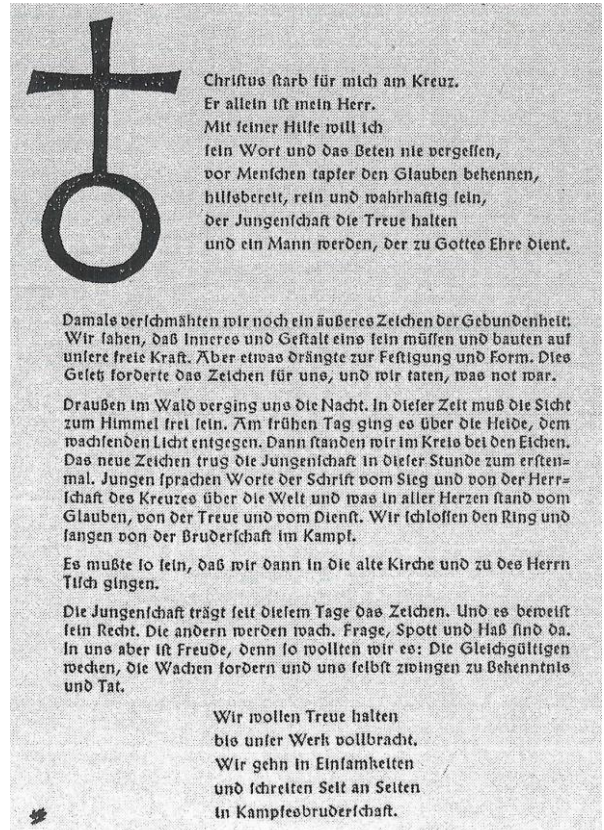 Christus starb für mich am Kreuz.
Er allein ist mein Herr.
Mit seiner Hilfe will ich
sein Wort und das Beten nie vergessen,
vor Menschen tapfer den Glauben bekennen,
hilfsbereit, rein und wahrhaftig sein,
der Jungenschaft die Treue halten
und ein Mann werden, der zu Gottes Ehre dient.
Damals verschmähten wir noch ein äußeres Zeichen der Gebundenheit:
Wir sahen, daß Inneres und Gestalt eins sein müssen und bauten auf
unsere freie Kraft. Aber etwas drängte zur Festigung und Form. Dies
Gesetz forderte das Zeichen für uns, und wir taten, was not war.
Draußen im Wald verging uns die Nacht. In dieser Zeit muß die Sicht
zum Himmel frei sein. Am frühen Tag ging es über die Heide, dem
wachsenden Licht entgegen. Dann standen wir im Kreis bei den Eichen.
Das neue Zeichen trug die Jungenschaft in dieser Stunde zum ersten=
mal. Jungen sprachen Worte der Schrift vom Sieg und von der Herr=
schaft des Kreuzes über die Welt und was in aller Herzen stand vom
Glauben, von der Treue und vom Dienst. Wir schlossen den Ring und
sangen von der Bruderschaft im Kampf.
Es mußte so sein, daß wir dann in die alte Kirche und zu des Herrn
Tisch gingen.
Die Jungenschaft trägt seit diesem Tage das Zeichen. Und es beweist
sein Recht. Die andern werden wach. Frage, Spott und Haß sind da.
In uns aber ist Freude, denn so wollten wir es: Die Gleichgültigen
wecken, die Wachen fordern und uns selbst zwingen zu Bekenntnis
und Tat.
Wir wollen Treue halten
bis unser Werk vollbracht.
Wir gehn in Einsamkeiten
und schreiten Seit an Seiten
in Kampfesbruderschaft.